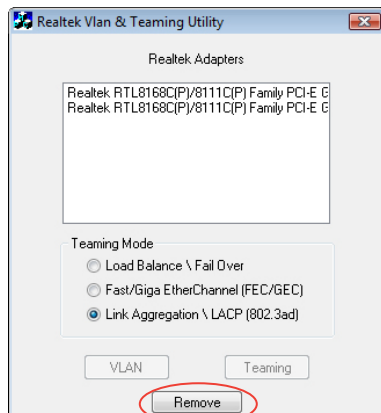 Realtek Vlan & Teaming Utility
Realtek Adapters
Realtek RTL8168C(P)/8111C(P) Family PCI-E G
Realtek RTL8168C(P)/8111C(P) Family PCI-E G
Teaming Mode
Load Balance \ Fail Over
Fast/Giga EtherChannel (FEC/GEC)
Link Aggregation \ LACP (802.3ad)
VLAN Teaming
Remove